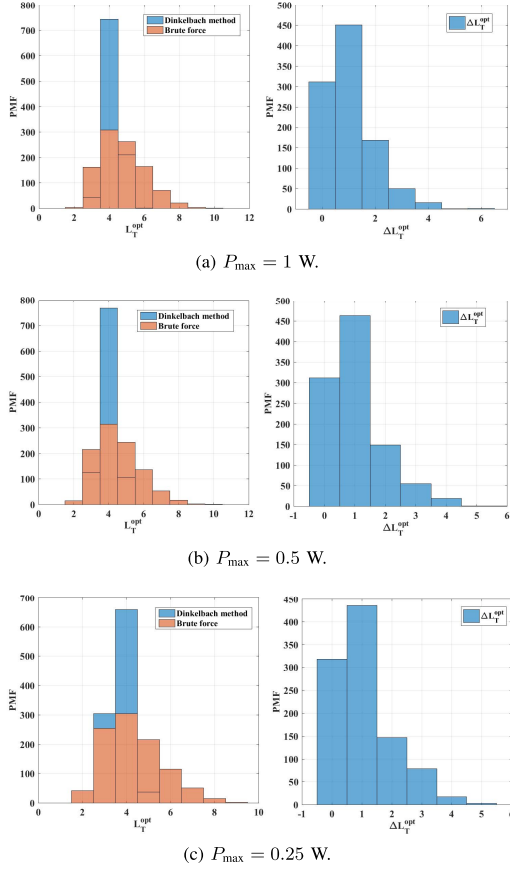 800
700
600
500
400
300
200
100
0
PMF
0 2 4 6 8 10 12
L_T^opt
Dinkelbach method
Brute force
500
450
400
350
300
250
200
150
100
50
0
PMF
0 2 4 6
ΔL_T^opt
ΔL_T^opt
(a) P_max = 1 W.
800
700
600
500
400
300
200
100
0
PMF
0 2 4 6 8 10 12
L_T^opt
Dinkelbach method
Brute force
500
450
400
350
300
250
200
150
100
50
0
PMF
-1 0 1 2 3 4 5 6
ΔL_T^opt
ΔL_T^opt
(b) P_max = 0.5 W.
700
600
500
400
300
200
100
0
PMF
0 2 4 6 8 10
L_T^opt
Dinkelbach method
Brute force
450
400
350
300
250
200
150
100
50
0
PMF
-1 0 1 2 3 4 5 6
ΔL_T^opt
ΔL_T^opt
(c) P_max = 0.25 W.